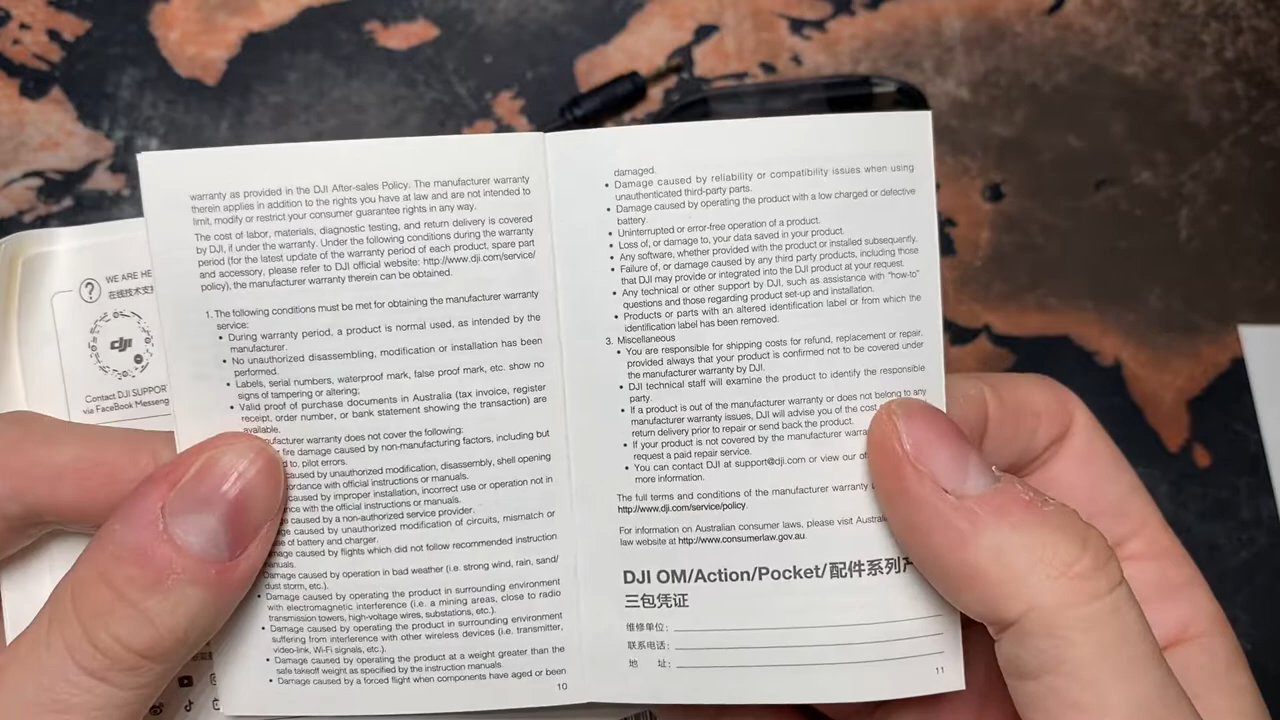 warranty as provided in the DJI After-sales Policy. The manufacturer warranty
therein applies in addition to the rights you have at law and are not intended to
limit, modify or restrict your consumer guarantee rights in any way.
The cost of labor, materials, diagnostic testing, and return delivery is covered
by DJI, if under the warranty. Under the following conditions during the warranty
period (for the latest update of the warranty period of each product, spare part
and accessory, please refer to DJI official website: http://www.dji.com/service/
policy), the manufacturer warranty therein can be obtained.
1. The following conditions must be met for obtaining the manufacturer warranty
service:
• During warranty period, a product is normal used, as intended by the
manufacturer.
• No unauthorized disassembling, modification or installation has been
performed.
• Labels, serial numbers, waterproof mark, false proof mark, etc. show no
signs of tampering or altering;
• Valid proof of purchase documents in Australia (tax invoice, register
receipt, order number, or bank statement showing the transaction) are
available.
ufacturer warranty does not cover the following:
fire damage caused by non-manufacturing factors, including but
d to, pilot errors.
caused by unauthorized modification, disassembly, shell opening
ordance with official instructions or manuals.
caused by improper installation, incorrect use or operation not in
nce with the official instructions or manuals.
ge caused by a non-authorized service provider.
ge caused by unauthorized modification of circuits, mismatch or
se of battery and charger.
mage caused by flights which did not follow recommended instruction
anuals.
Damage caused by operation in bad weather (i.e. strong wind, rain, sand/
dust storm, etc.).
• Damage caused by operating the product in surrounding environment
with electromagnetic interference (i.e. a mining areas, close to radio
transmission towers, high-voltage wires, substations, etc.).
• Damage caused by operating the product in surrounding environment
suffering from interference with other wireless devices (i.e. transmitter,
video-link, Wi-Fi signals, etc.).
• Damage caused by operating the product at a weight greater than the
safe takeoff weight as specified by the instruction manuals.
• Damage caused by a forced flight when components have aged or been
10
damaged.
• Damage caused by reliability or compatibility issues when using
unauthenticated third-party parts.
• Damage caused by operating the product with a low charged or defective
battery.
• Uninterrupted or error-free operation of a product.
• Loss of, or damage to, your data saved in your product.
• Any software, whether provided with the product or installed subsequently.
• Failure of, or damage caused by any third party products, including those
that DJI may provide or integrated into the DJI product at your request.
• Any technical or other support by DJI, such as assistance with "how-to"
questions and those regarding product set-up and installation.
• Products or parts with an altered identification label or from which the
identification label has been removed.
3. Miscellaneous
• You are responsible for shipping costs for refund, replacement or repair,
provided always that your product is confirmed not to be covered under
the manufacturer warranty by DJI.
• DJI technical staff will examine the product to identify the responsible
party.
• If a product is out of the manufacturer warranty or does not belong to any
manufacturer warranty issues, DJI will advise you of the cost
return delivery prior to repair or send back the product.
• If your product is not covered by the manufacturer warra
request a paid repair service.
• You can contact DJI at support@dji.com or view our of
more information.
The full terms and conditions of the manufacturer warranty
http://www.dji.com/service/policy.
For information on Australian consumer laws, please visit Austral
law website at http://www.consumerlaw.gov.au.
DJI OM/Action/Pocket/配件系列产
三包凭证
维修单位:
联系电话:
地 址:
11
WE ARE HE
在线技术支持
dji
Contact DJI SUPPOR
via FaceBook Messeng